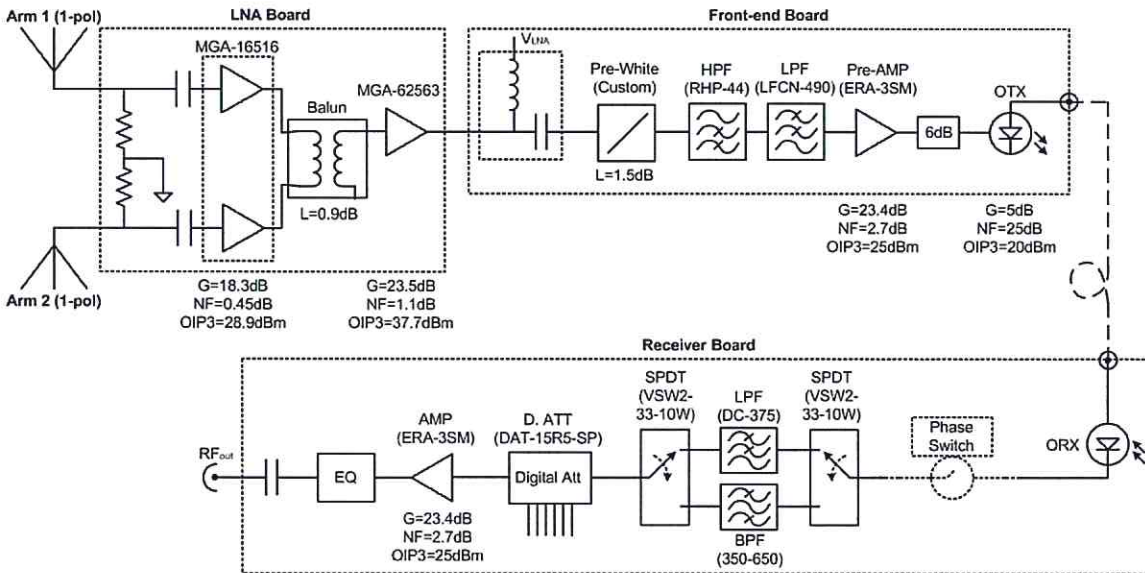 Arm 1 (1-pol)
LNA Board
MGA-16516
MGA-62563
Balun
L=0.9dB
Arm 2 (1-pol)
G=18.3dB
NF=0.45dB
OIP3=28.9dBm
G=23.5dB
NF=1.1dB
OIP3=37.7dBm
Front-end Board
VLNA
Pre-White
(Custom)
L=1.5dB
HPF
(RHP-44)
LPF
(LFCN-490)
Pre-AMP
(ERA-3SM)
6dB
OTX
G=23.4dB
NF=2.7dB
OIP3=25dBm
G=5dB
NF=25dB
OIP3=20dBm
Receiver Board
RFout
EQ
AMP
(ERA-3SM)
G=23.4dB
NF=2.7dB
OIP3=25dBm
D. ATT
(DAT-15R5-SP)
Digital Att
SPDT
(VSW2-
33-10W)
LPF
(DC-375)
BPF
(350-650)
SPDT
(VSW2-
33-10W)
Phase
Switch
ORX